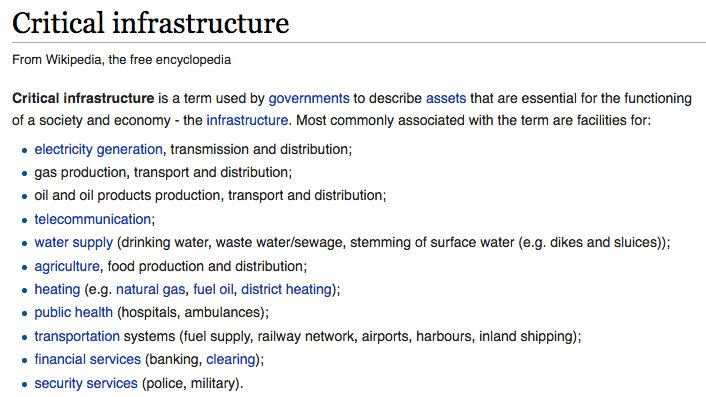 Critical infrastructure
From Wikipedia, the free encyclopedia
Critical infrastructure is a term used by governments to describe assets that are essential for the functioning
of a society and economy - the infrastructure. Most commonly associated with the term are facilities for:
• electricity generation, transmission and distribution;
• gas production, transport and distribution;
• oil and oil products production, transport and distribution;
• telecommunication;
• water supply (drinking water, waste water/sewage, stemming of surface water (e.g. dikes and sluices));
• agriculture, food production and distribution;
• heating (e.g. natural gas, fuel oil, district heating);
• public health (hospitals, ambulances);
• transportation systems (fuel supply, railway network, airports, harbours, inland shipping);
• financial services (banking, clearing);
• security services (police, military).